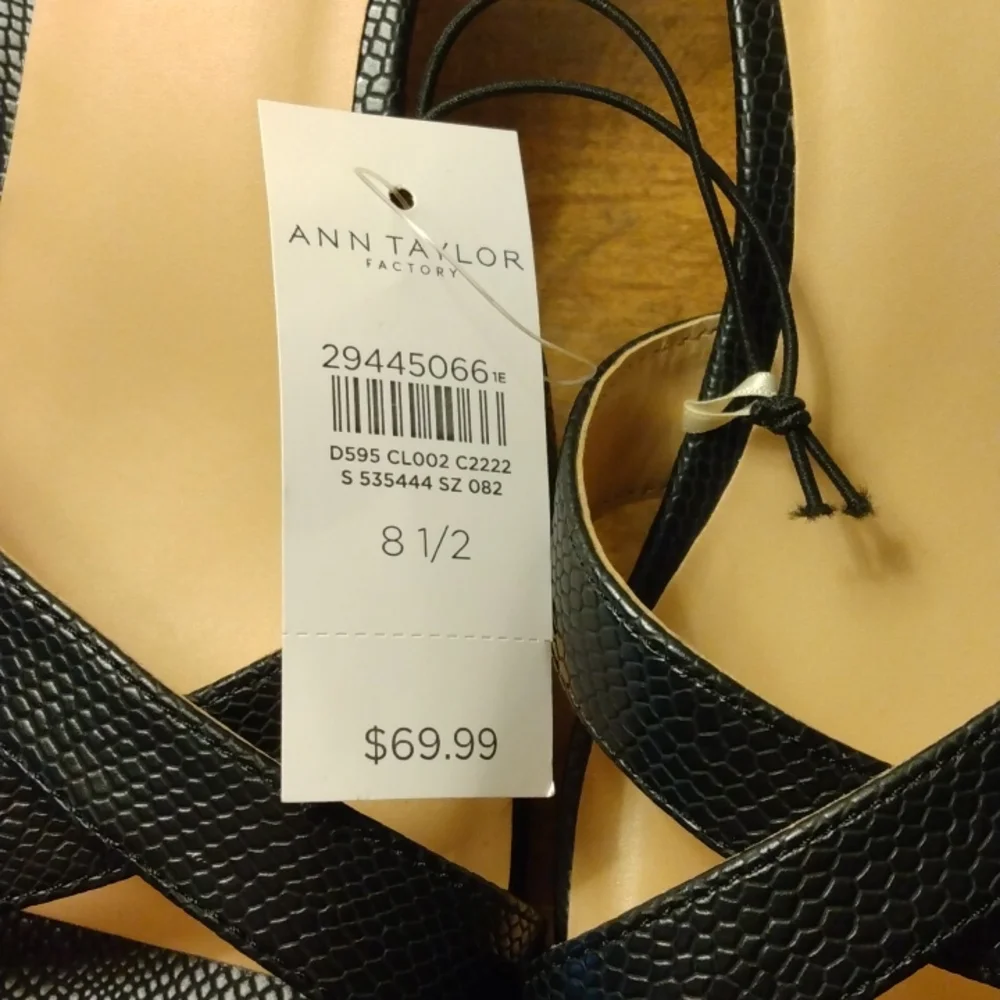 ANN TAYLOR
FACTORY
29445066 1E
D595 CL002 C2222
S 535444 SZ 082
8 1/2
$69.99